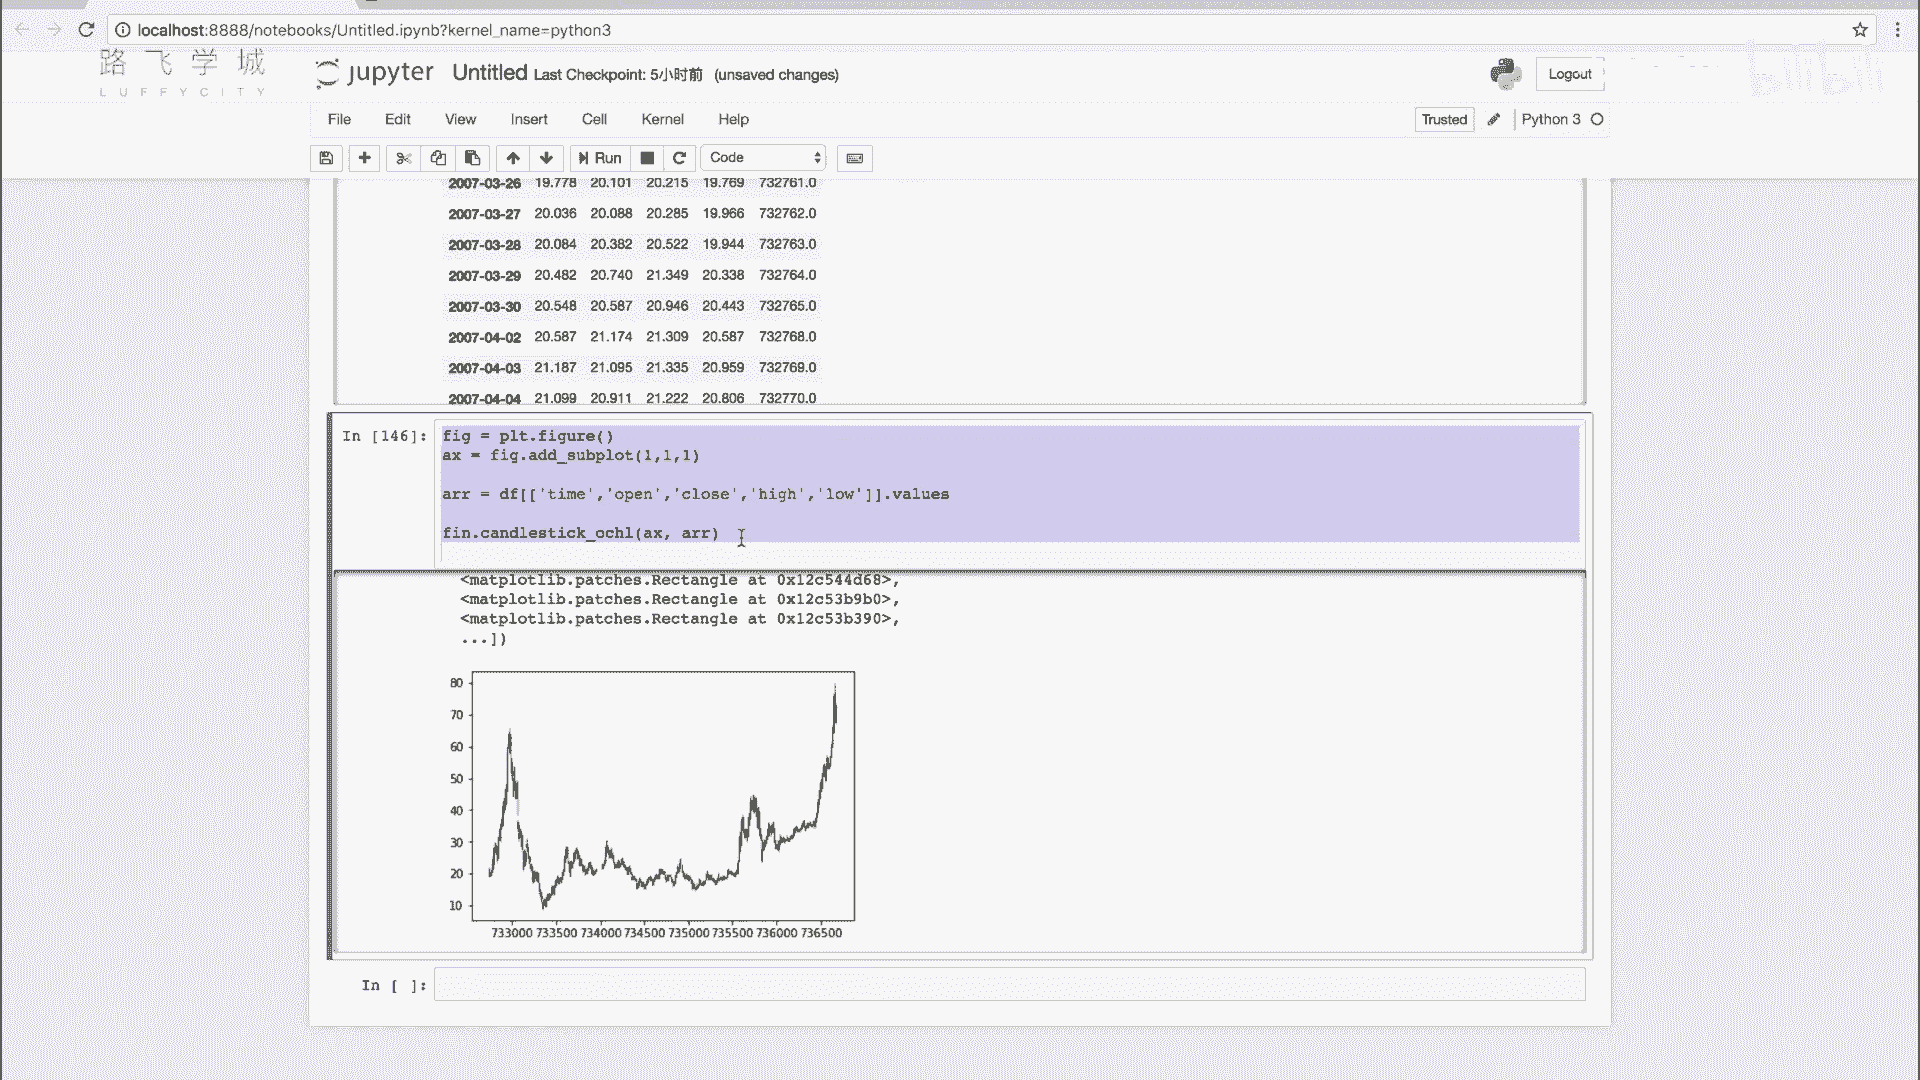 localhost:8888/notebooks/Untitled.ipynb?kernel_name=python3
路飞学城
LUFFYCITY
jupyter Untitled Last Checkpoint: 5小时前 (unsaved changes)
Logout
bilibili
File Edit View Insert Cell Kernel Help
Trusted Python 3
Run Code
2007-03-26 19.778 20.101 20.215 19.769 732761.0
2007-03-27 20.036 20.088 20.285 19.966 732762.0
2007-03-28 20.084 20.382 20.522 19.944 732763.0
2007-03-29 20.482 20.740 21.349 20.338 732764.0
2007-03-30 20.548 20.587 20.946 20.443 732765.0
2007-04-02 20.587 21.174 21.309 20.587 732768.0
2007-04-03 21.187 21.095 21.335 20.959 732769.0
2007-04-04 21.099 20.911 21.222 20.806 732770.0
In [146]:
fig = plt.figure()
ax = fig.add_subplot(1,1,1)
arr = df[['time','open','close','high','low']].values
fin.candlestick_ochl(ax, arr)
<matplotlib.patches.Rectangle at 0x12c544d68>,
<matplotlib.patches.Rectangle at 0x12c53b9b0>,
<matplotlib.patches.Rectangle at 0x12c53b390>,
...])
80
70
60
50
40
30
20
10
733000 733500 734000 734500 735000 735500 736000 736500
In [ ]: